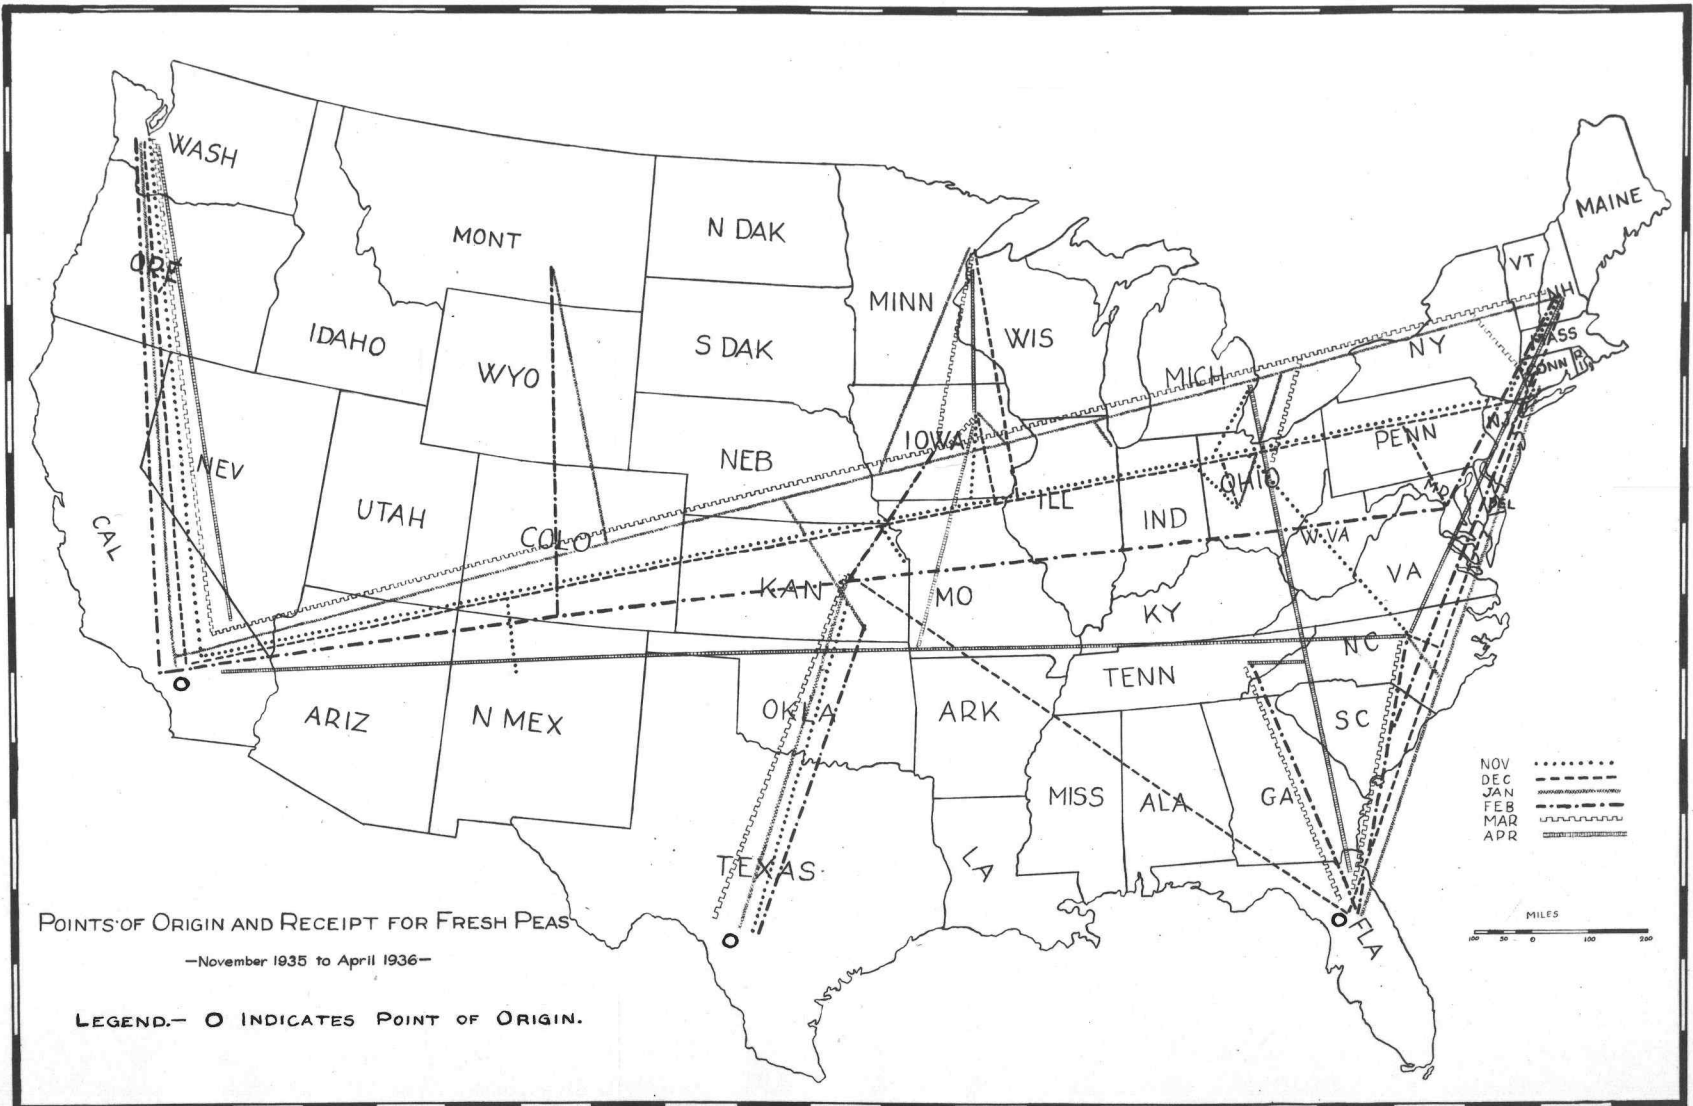 WASH
MAINE
MONT
N DAK
VT
ORE
NH
MINN
IDAHO
S DAK
WIS
MICH
NY
ASS
WYO
ONN
R
I
IOWA
PENN
NJ
NEV
NEB
UTAH
COLO
ILL
IND
OHIO
MD
DEL
CAL
W.VA
KAN
MO
KY
VA
NC
TENN
ARIZ
N MEX
OKLA
ARK
SC
MISS
ALA
GA
NOV
DEC
JAN
FEB
MAR
APR
TEXAS
LA
FLA
POINTS OF ORIGIN AND RECEIPT FOR FRESH PEAS
—November 1935 to April 1936—
MILES
100 50 0 100 200
LEGEND.— O INDICATES POINT OF ORIGIN.